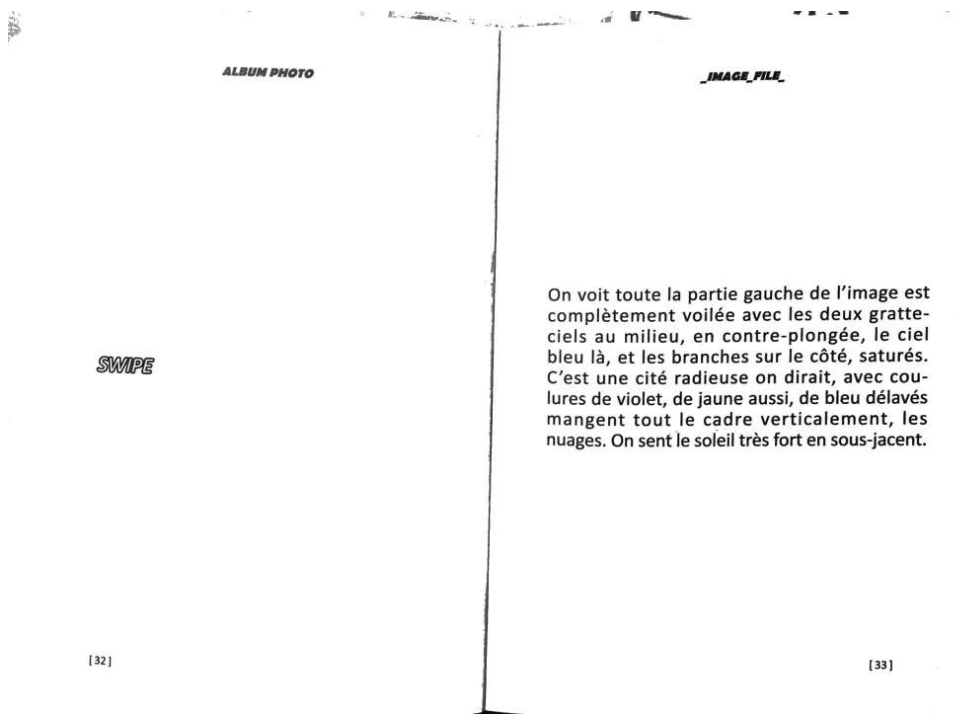 ALBUM PHOTO
SWIPE
[32]
_IMAGE_FILE_
On voit toute la partie gauche de l'image est
complètement voilée avec les deux gratte-
ciels au milieu, en contre-plongée, le ciel
bleu là, et les branches sur le côté, saturés.
C'est une cité radieuse on dirait, avec cou-
lures de violet, de jaune aussi, de bleu délavés
mangent tout le cadre verticalement, les
nuages. On sent le soleil très fort en sous-jacent.
[33]